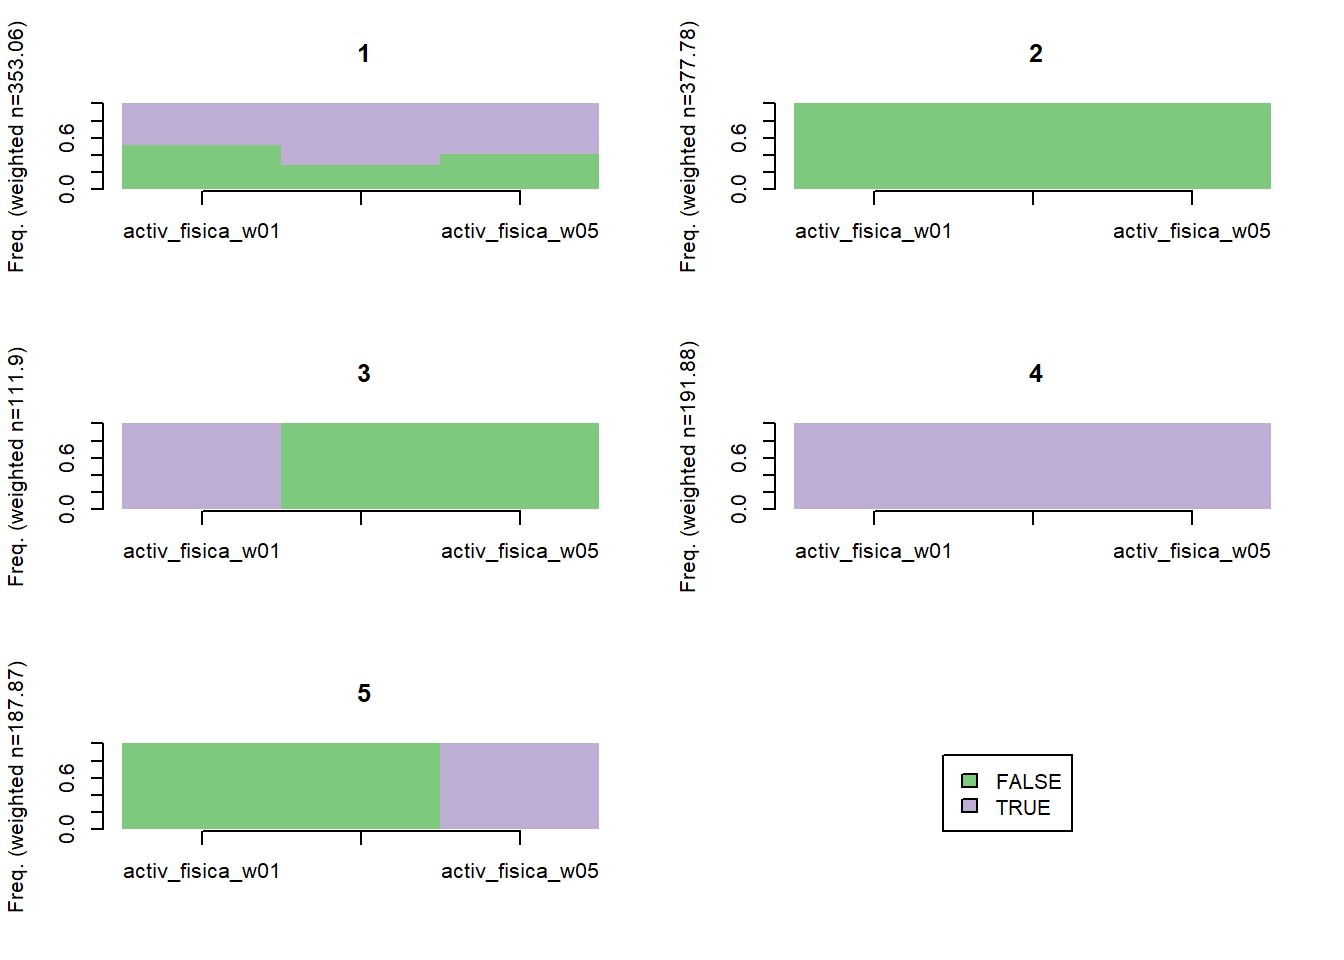 1
Freq. (weighted n=353.06)
0.0 0.6
activ_fisica_w01 activ_fisica_w05
2
Freq. (weighted n=377.78)
0.0 0.6
activ_fisica_w01 activ_fisica_w05
3
Freq. (weighted n=111.9)
0.0 0.6
activ_fisica_w01 activ_fisica_w05
4
Freq. (weighted n=191.88)
0.0 0.6
activ_fisica_w01 activ_fisica_w05
5
Freq. (weighted n=187.87)
0.0 0.6
activ_fisica_w01 activ_fisica_w05
FALSE
TRUE